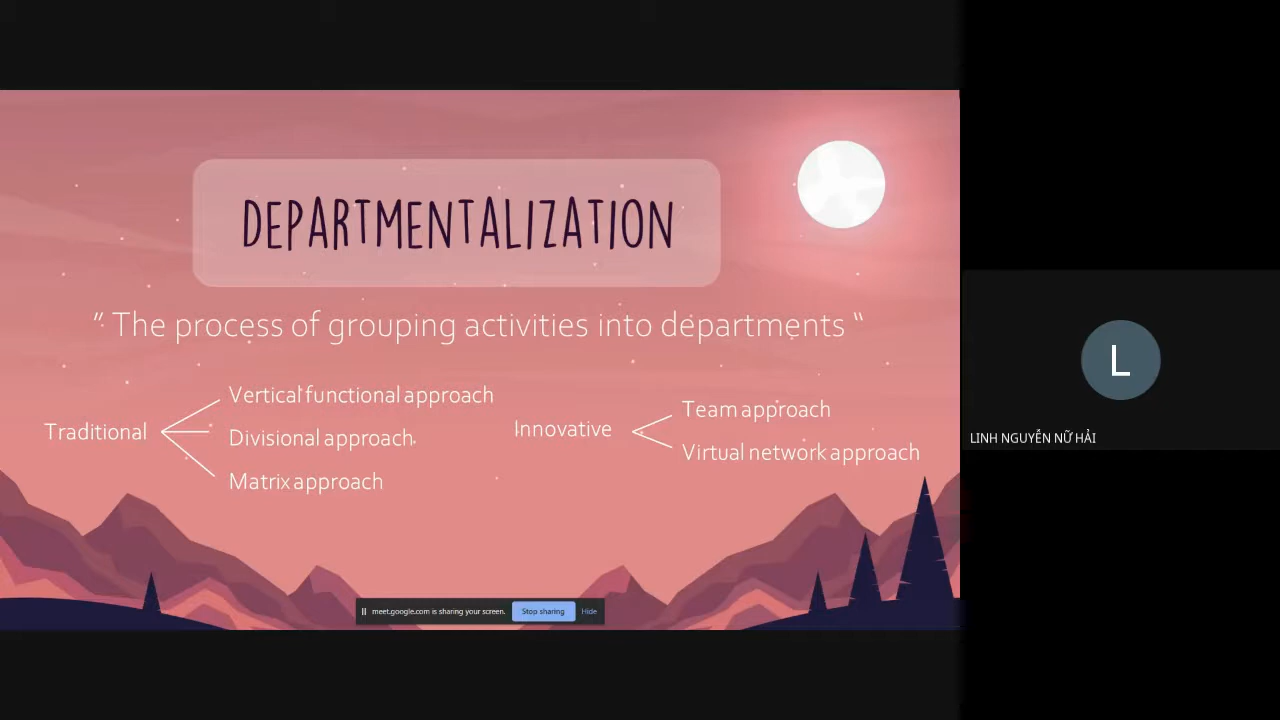 DEPARTMENTALIZATION
" The process of grouping activities into departments “
Traditional
Vertical functional approach
Divisional approach
Matrix approach
Innovative
Team approach
Virtual network approach
L
LINH NGUYỄN NỮ HẢI
meet.google.com is sharing your screen.
Stop sharing
Hide